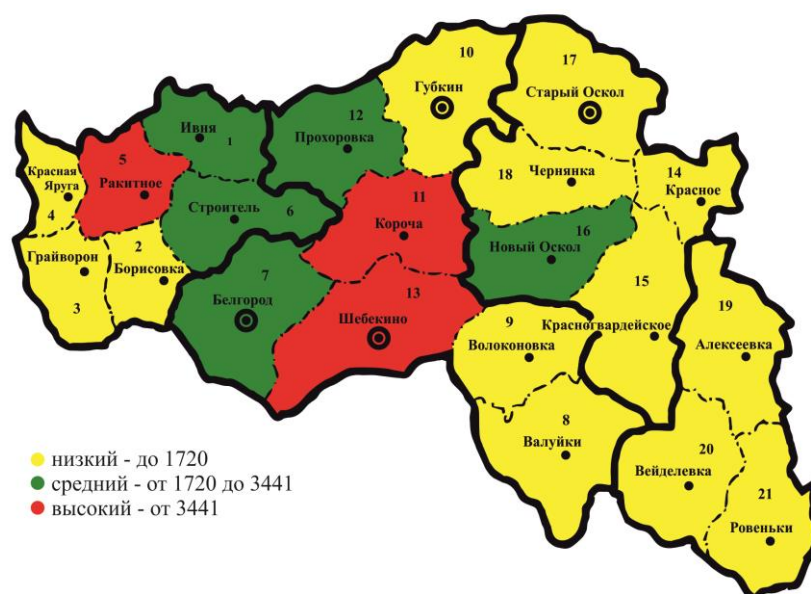 10
Губкин
17
Старый Оскол
Ивня
1
12
Прохоровка
5
Ракитное
Красная
Яруга
4
18
Чернянка
14
Красное
Строитель
6
11
Короча
16
Новый Оскол
2
Борисовка
Грайворон
3
7
Белгород
13
Шебекино
15
Красногвардейское
9
Волоконовка
19
Алексеевка
8
Валуйки
20
Вейделевка
21
Ровеньки
низкий - до 1720
средний - от 1720 до 3441
высокий - от 3441